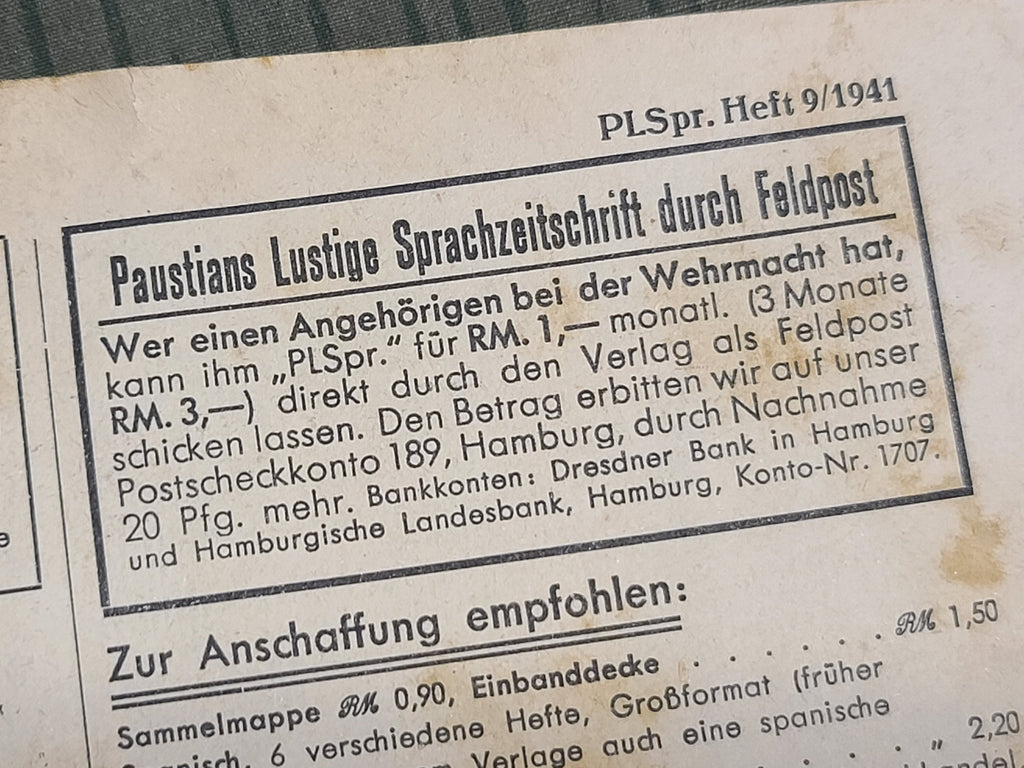 PLSpr. Heft 9/1941
Paustians Lustige Sprachzeitschrift durch Feldpost
Wer einen Angehörigen bei der Wehrmacht hat,
kann ihm „PLSpr.“ für RM. 1,— monatl. (3 Monate
RM. 3,—) direkt durch den Verlag als Feldpost
schicken lassen. Den Betrag erbitten wir auf unser
Postscheckkonto 189, Hamburg, durch Nachnahme
20 Pfg. mehr. Bankkonten: Dresdner Bank in Hamburg
und Hamburgische Landesbank, Hamburg, Konto-Nr. 1707.
Zur Anschaffung empfohlen:
Sammelmappe RM 0,90, Einbanddecke . . . . . . RM 1,50
6 verschiedene Hefte, Großformat (früher
Verlage auch eine spanische
„ 2,20